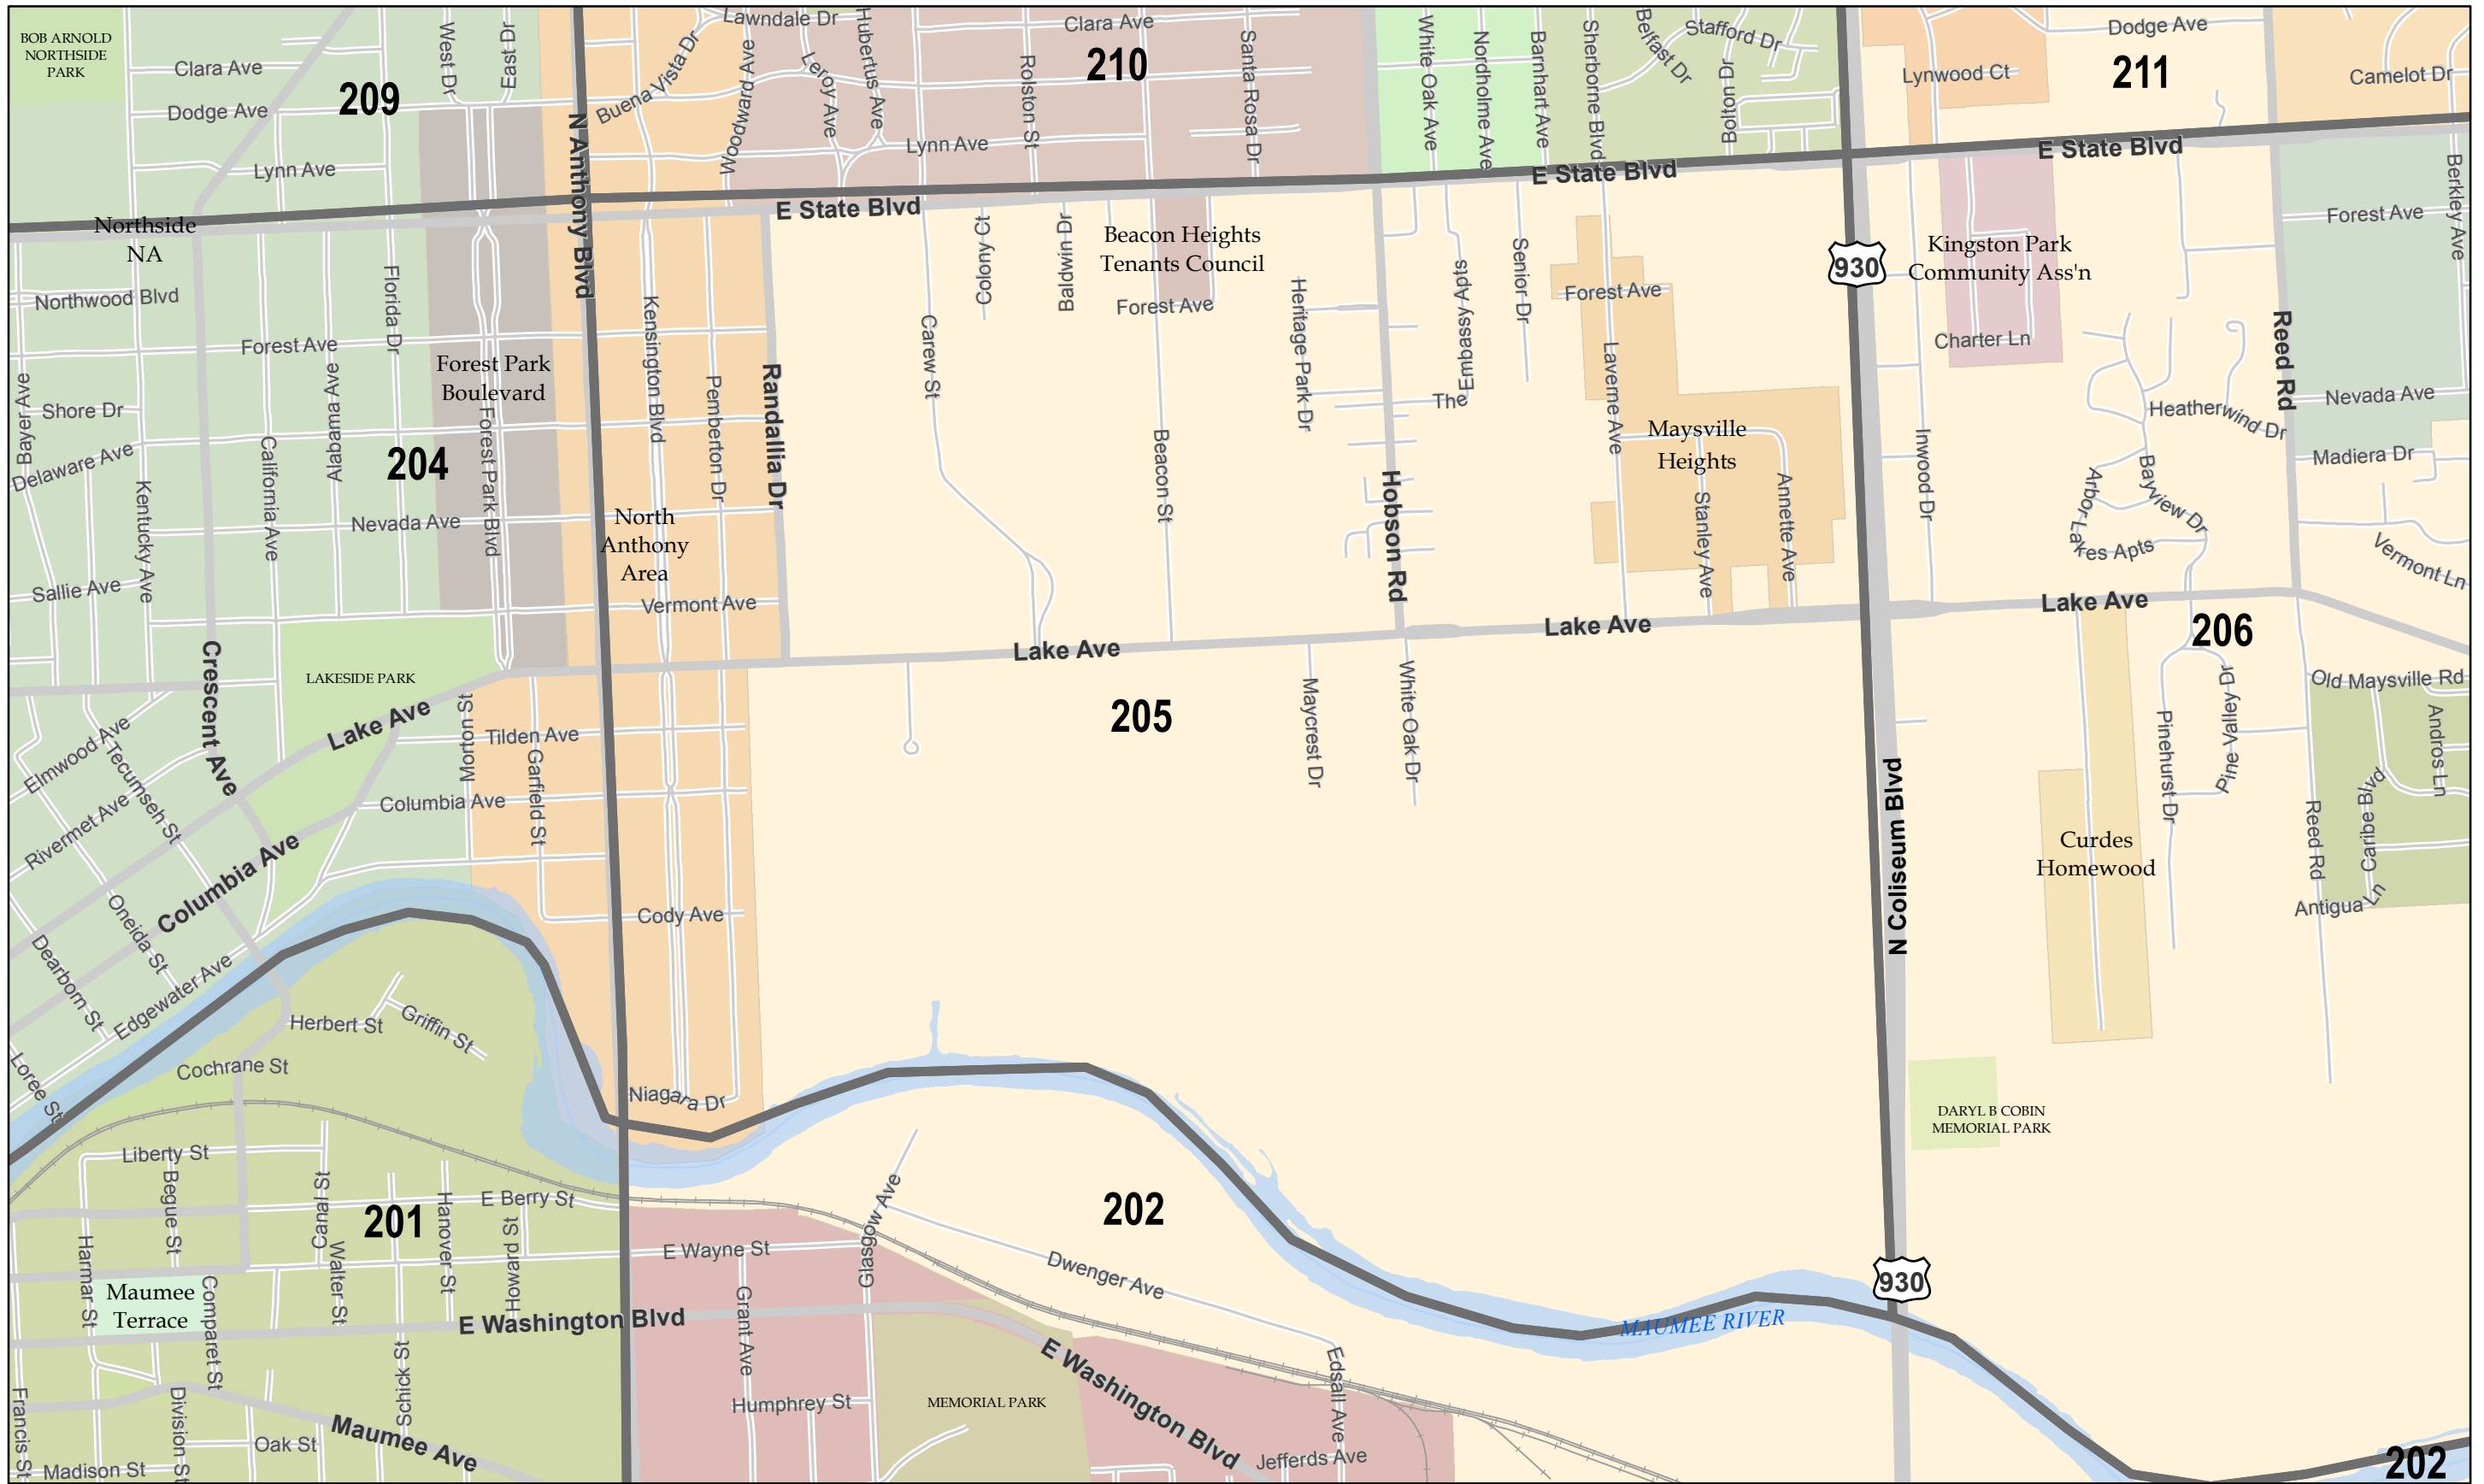 BOB ARNOLD
NORTHSIDE
PARK
Clara Ave
Dodge Ave
Lynn Ave
209
West Dr
East Dr
N Anthony Blvd
Buena Vista Dr
Lawndale Dr
Woodward Ave
Leroy Ave
Hubertus Ave
Clara Ave
210
Rolston St
Lynn Ave
Santa Rosa Dr
White Oak Ave
Nordholme Ave
Barnhart Ave
Sherborne Blvd
Belfast Dr
Stafford Dr
Bolton Dr
Lynwood Ct
Dodge Ave
211
Camelot Dr
E State Blvd
E State Blvd
E State Blvd
Berkley Ave
Northside
NA
Northwood Blvd
Forest Ave
Florida Dr
Bayer Ave
Shore Dr
Delaware Ave
Kentucky Ave
California Ave
Alabama Ave
204
Nevada Ave
Sallie Ave
Forest Park
Boulevard
Forest Park Blvd
Kensington Blvd
Pemberton Dr
Randallia Dr
North
Anthony
Area
Vermont Ave
Carew St
Colony Ct
Baldwin Dr
Beacon Heights
Tenants Council
Forest Ave
Beacon St
Heritage Park Dr
Hobson Rd
The Embassy Apts
Senior Dr
Forest Ave
Laverne Ave
Maysville
Heights
Stanley Ave
Annette Ave
930
Kingston Park
Community Ass'n
Charter Ln
Inwood Dr
Forest Ave
Reed Rd
Nevada Ave
Heatherwind Dr
Madiera Dr
Bayview Dr
Arbor Lakes Apts
Vermont Ln
Lake Ave
Lake Ave
Lake Ave
206
Crescent Ave
LAKESIDE PARK
Lake Ave
Morton St
Tilden Ave
Garfield St
Columbia Ave
Columbia Ave
Elmwood Ave
Tecumseh St
Rivermet Ave
Oneida St
Dearborn St
Edgewater Ave
Loree St
Cody Ave
Niagara Dr
205
Maycrest Dr
White Oak Dr
N Coliseum Blvd
Old Maysville Rd
Pine Valley Dr
Pinehurst Dr
Andros Ln
Caribe Blvd
Reed Rd
Antigua Ln
Curdes
Homewood
DARYL B COBIN
MEMORIAL PARK
Herbert St
Griffin St
Cochrane St
Liberty St
Begue St
Canal St
201
Hanover St
E Berry St
Howard St
Harmar St
Walter St
Maumee
Terrace
Comparet St
E Washington Blvd
Schick St
Francis St
Division St
Oak St
Madison St
Maumee Ave
E Wayne St
Grant Ave
Glasgow Ave
Humphrey St
MEMORIAL PARK
202
Dwenger Ave
E Washington Blvd
Edsall Ave
Jefferds Ave
MAUMEE RIVER
930
202